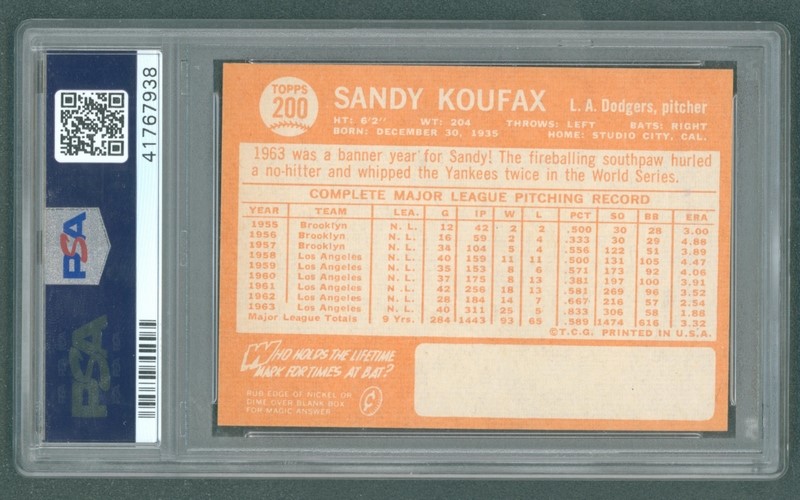 PSA
41767938
PSA
TOPPS
200
SANDY KOUFAX L. A. Dodgers, pitcher
HT: 6'2" WT: 204 THROWS: LEFT BATS: RIGHT
BORN: DECEMBER 30, 1935 HOME: STUDIO CITY, CAL.
1963 was a banner year for Sandy! The fireballing southpaw hurled
a no-hitter and whipped the Yankees twice in the World Series.
COMPLETE MAJOR LEAGUE PITCHING RECORD
YEAR TEAM LEA. G IP W L PCT SO BB ERA
1955 Brooklyn N. L. 12 42 2 2 .500 30 28 3.00
1956 Brooklyn N. L. 16 59 2 4 .333 30 29 4.88
1957 Brooklyn N. L. 34 104 5 4 .556 122 51 3.89
1958 Los Angeles N. L. 40 159 11 11 .500 131 105 4.47
1959 Los Angeles N. L. 35 153 8 6 .571 173 92 4.06
1960 Los Angeles N. L. 37 175 8 13 .381 197 100 3.91
1961 Los Angeles N. L. 42 256 18 13 .581 269 96 3.52
1962 Los Angeles N. L. 28 184 14 7 .667 216 57 2.54
1963 Los Angeles N. L. 40 311 25 5 .833 306 58 1.88
Major League Totals 9 Yrs. 284 1443 93 65 .589 1474 616 3.32
©T.C.G. PRINTED IN U.S.A.
WHO HOLDS THE LIFETIME
MARK FOR TIMES AT BAT?
RUB EDGE OF NICKEL OR
DIME OVER BLANK BOX
FOR MAGIC ANSWER
¢